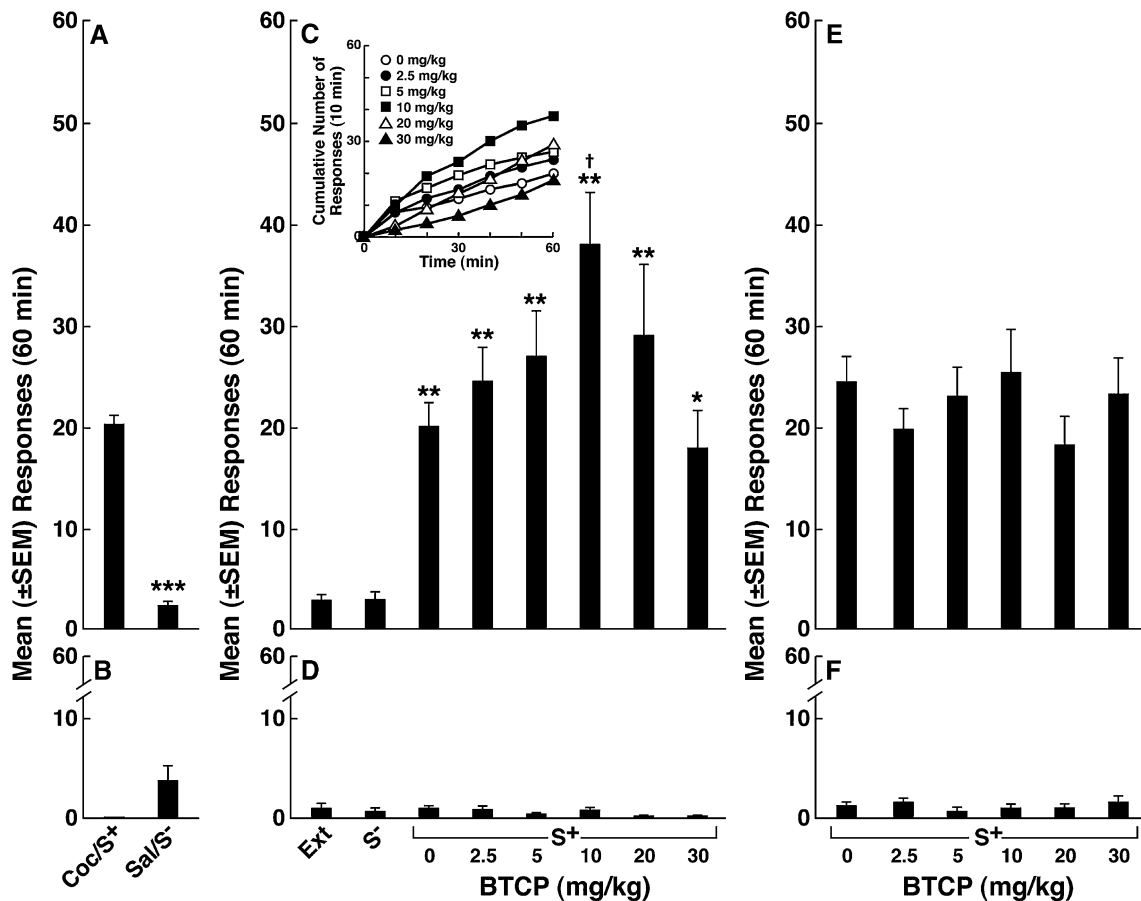 A
60
50
40
30
20
10
0
Mean (±SEM) Responses (60 min)
***
B
60
10
0
Coc/S+
Sal/S-
C
60
50
40
30
20
10
0
Mean (±SEM) Responses (60 min)
Cumulative Number of
Responses (10 min)
60
30
0
0 mg/kg
2.5 mg/kg
5 mg/kg
10 mg/kg
20 mg/kg
30 mg/kg
0 30 60
Time (min)
**
**
**
†
**
**
*
D
60
10
0
Ext
S-
S+
0 2.5 5 10 20 30
BTCP (mg/kg)
E
60
50
40
30
20
10
0
Mean (±SEM) Responses (60 min)
F
60
10
0
S+
0 2.5 5 10 20 30
BTCP (mg/kg)